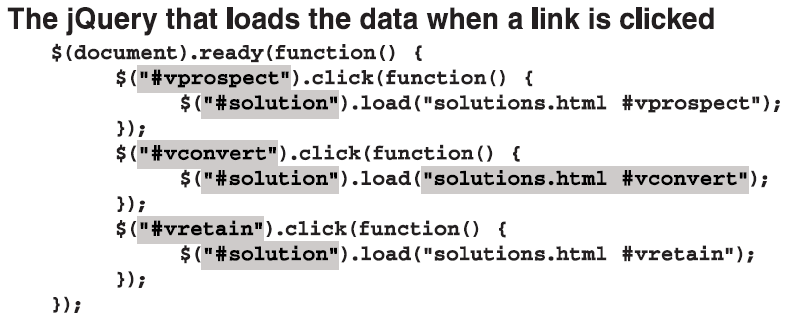 The jQuery that loads the data when a link is clicked
$(document).ready(function() {
$("#vprospect").click(function() {
$("#solution").load("solutions.html #vprospect");
});
$("#vconvert").click(function() {
$("#solution").load("solutions.html #vconvert");
});
$("#vretain").click(function() {
$("#solution").load("solutions.html #vretain");
});
});